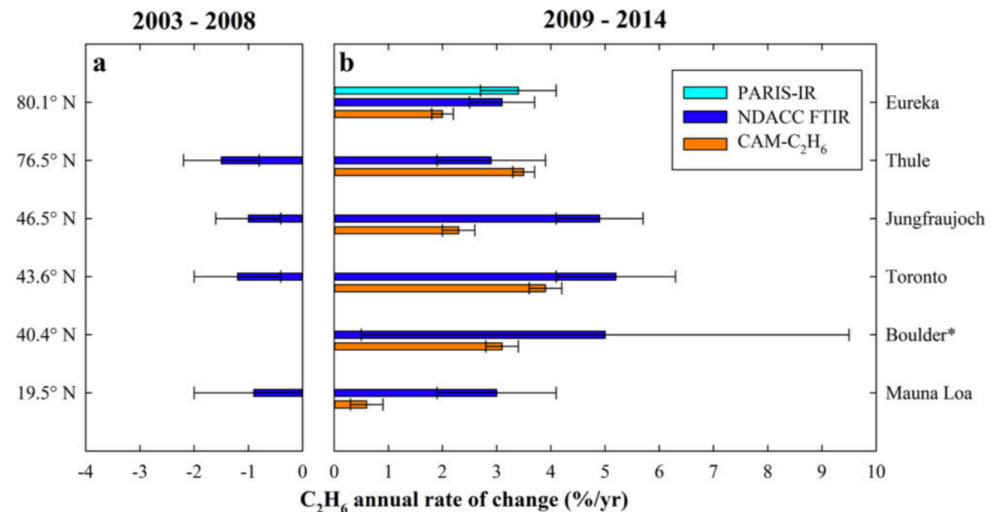 2003 - 2008 2009 - 2014
a b
PARIS-IR
NDACC FTIR
CAM-C₂H₆
80.1° N Eureka
76.5° N Thule
46.5° N Jungfraujoch
43.6° N Toronto
40.4° N Boulder*
19.5° N Mauna Loa
-4 -3 -2 -1 0 0 1 2 3 4 5 6 7 8 9 10
C₂H₆ annual rate of change (%/yr)